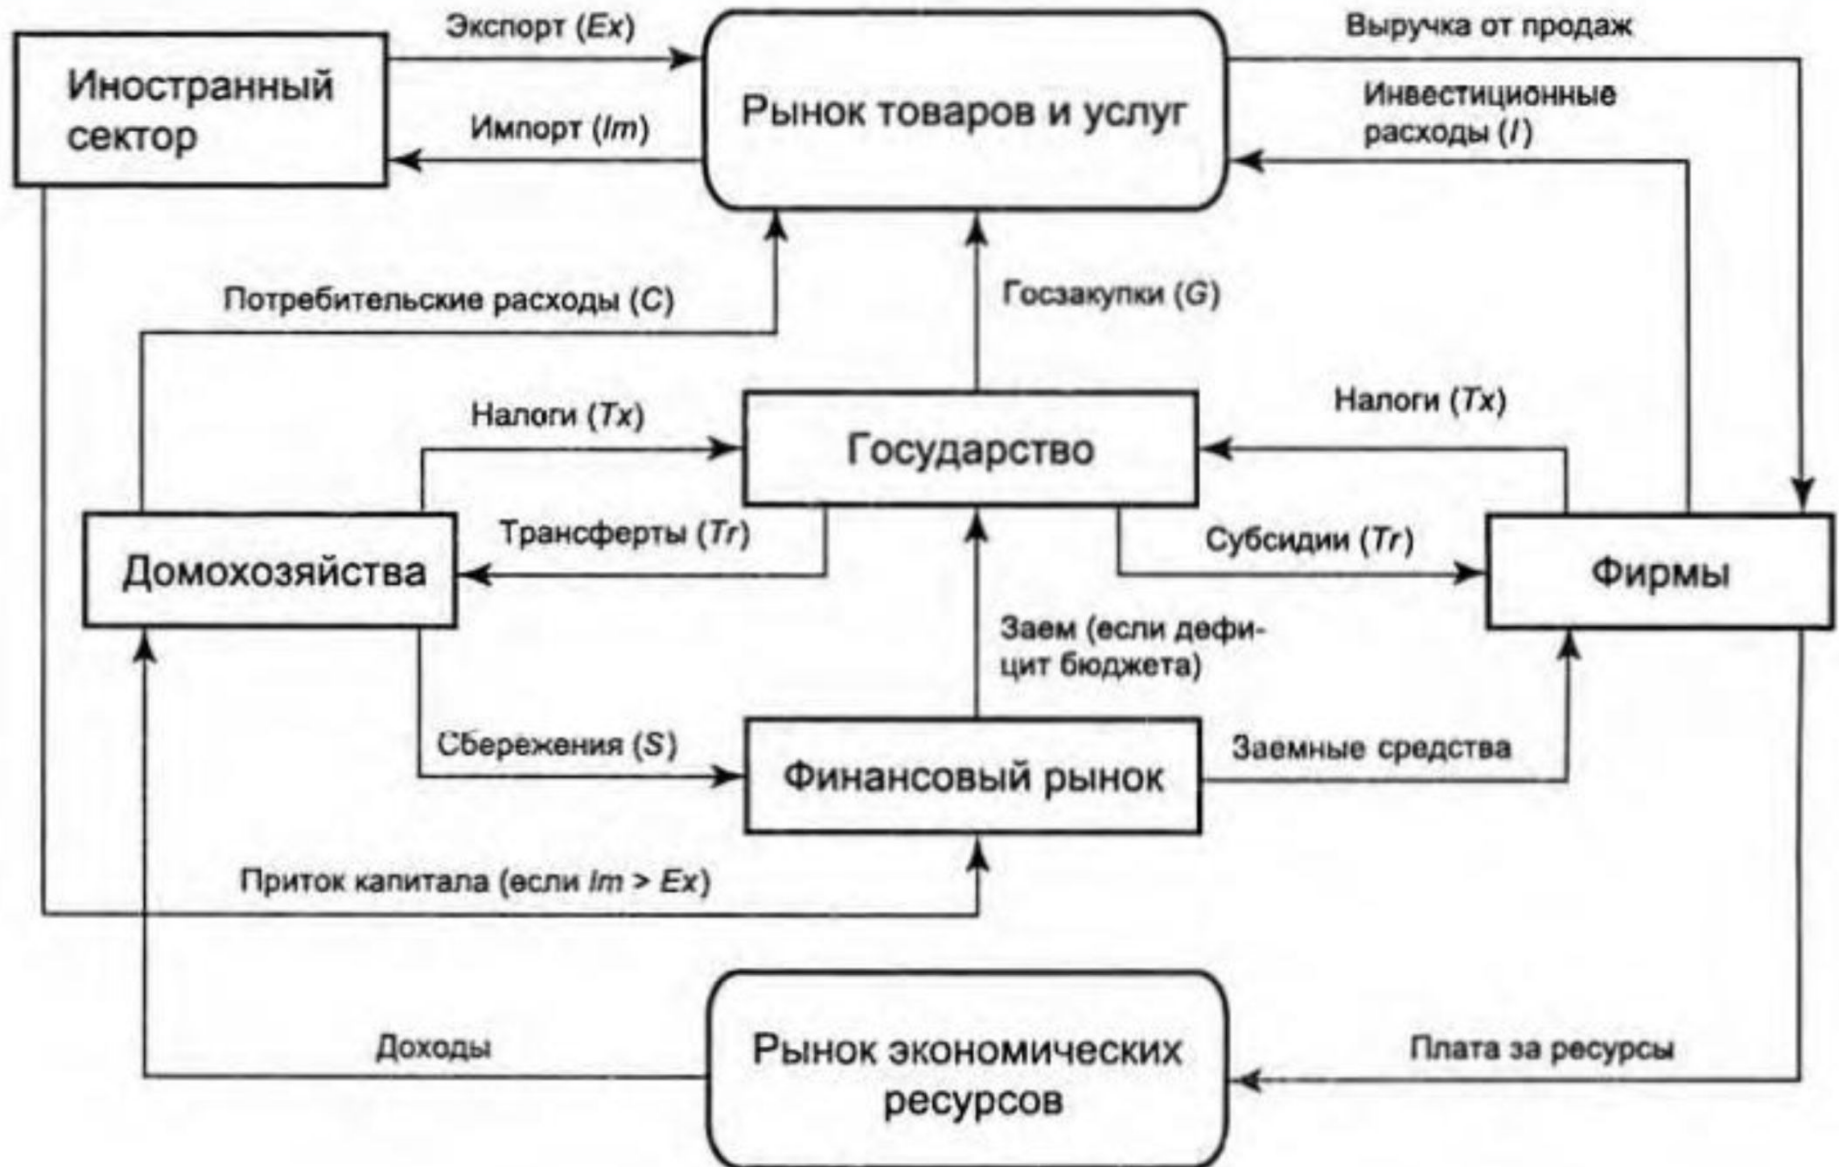 Экспорт (Ex)
Выручка от продаж
Иностранный
сектор
Рынок товаров и услуг
Инвестиционные
расходы (I)
Импорт (Im)
Потребительские расходы (C)
Госзакупки (G)
Налоги (Tx)
Налоги (Tx)
Государство
Трансферты (Tr)
Субсидии (Tr)
Домохозяйства
Фирмы
Заем (если дефи-
цит бюджета)
Сбережения (S)
Финансовый рынок
Заемные средства
Приток капитала (если Im > Ex)
Доходы
Рынок экономических
ресурсов
Плата за ресурсы